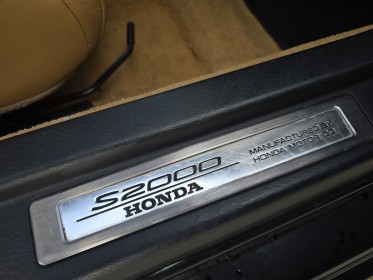 S2000
HONDA
MANUFACTURED BY
HONDA MOTOR CO.